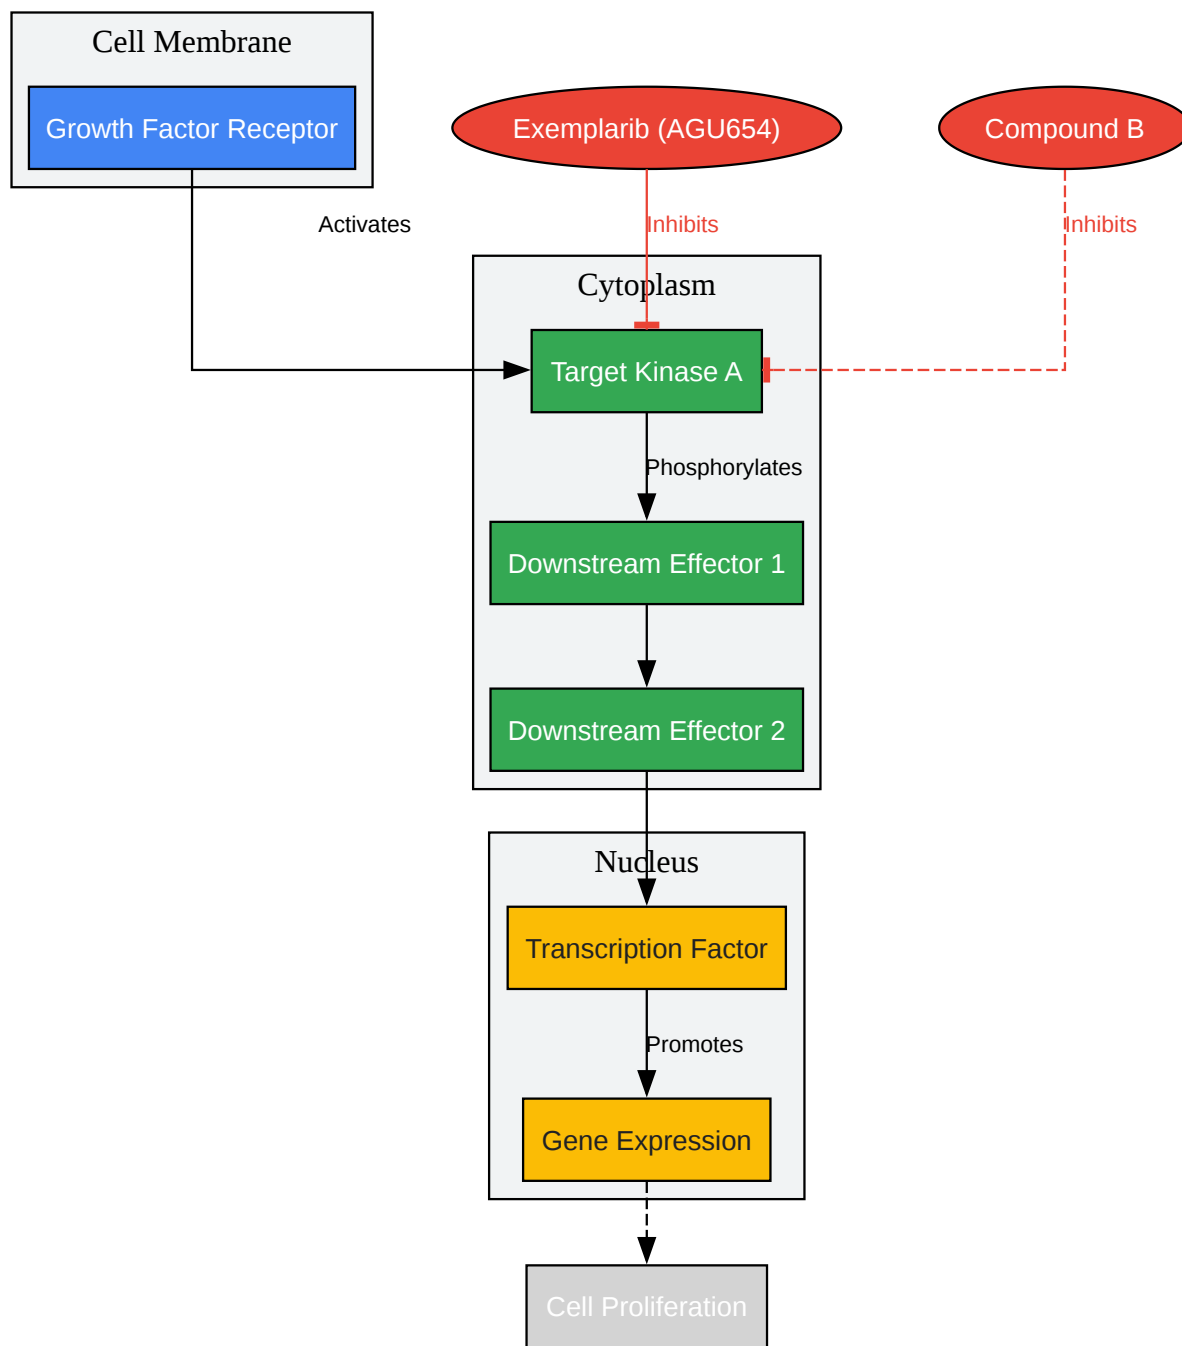 Cell Membrane
Growth Factor Receptor
Exemplarib (AGU654)
Compound B
Activates
Inhibits
Inhibits
Cytoplasm
Target Kinase A
Phosphorylates
Downstream Effector 1
Downstream Effector 2
Nucleus
Transcription Factor
Promotes
Gene Expression
Cell Proliferation